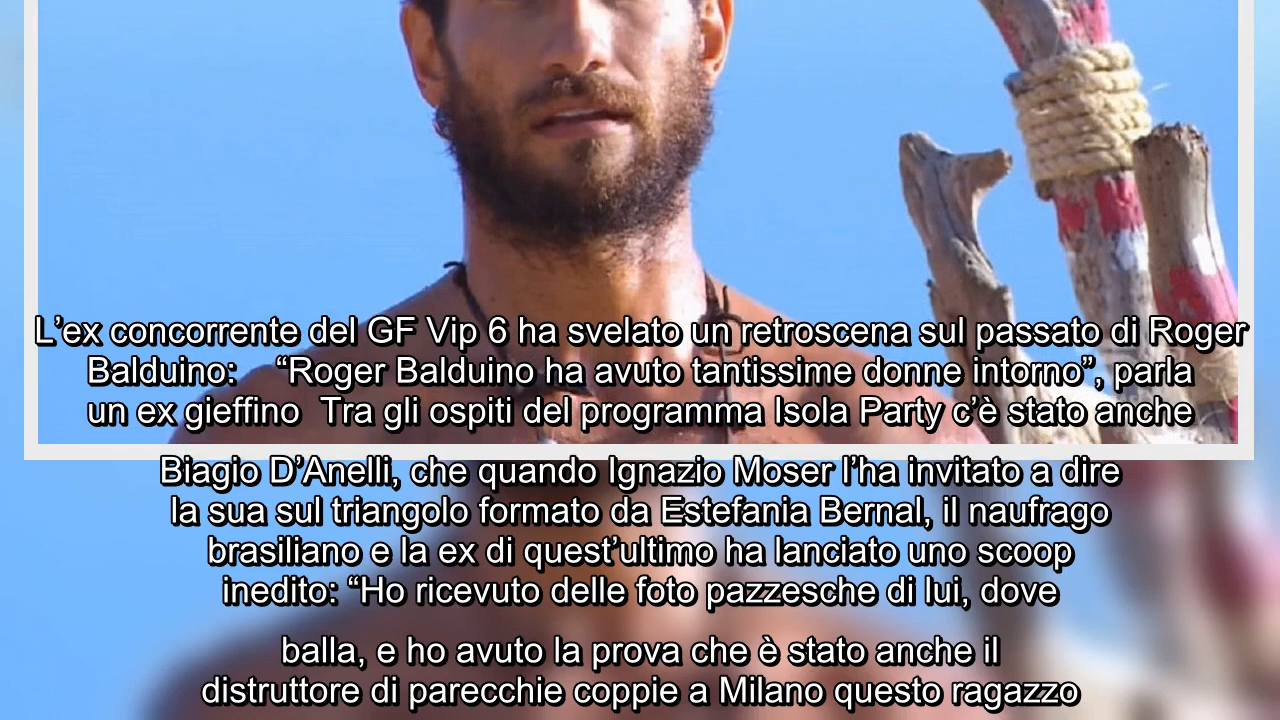 L’ex concorrente del GF Vip 6 ha svelato un retroscena sul passato di Roger
Balduino: “Roger Balduino ha avuto tantissime donne intorno”, parla
un ex gieffino Tra gli ospiti del programma Isola Party c’è stato anche
Biagio D’Anelli, che quando Ignazio Moser l’ha invitato a dire
la sua sul triangolo formato da Estefania Bernal, il naufrago
brasiliano e la ex di quest’ultimo ha lanciato uno scoop
inedito: “Ho ricevuto delle foto pazzesche di lui, dove
balla, e ho avuto la prova che è stato anche il
distruttore di parecchie coppie a Milano questo ragazzo